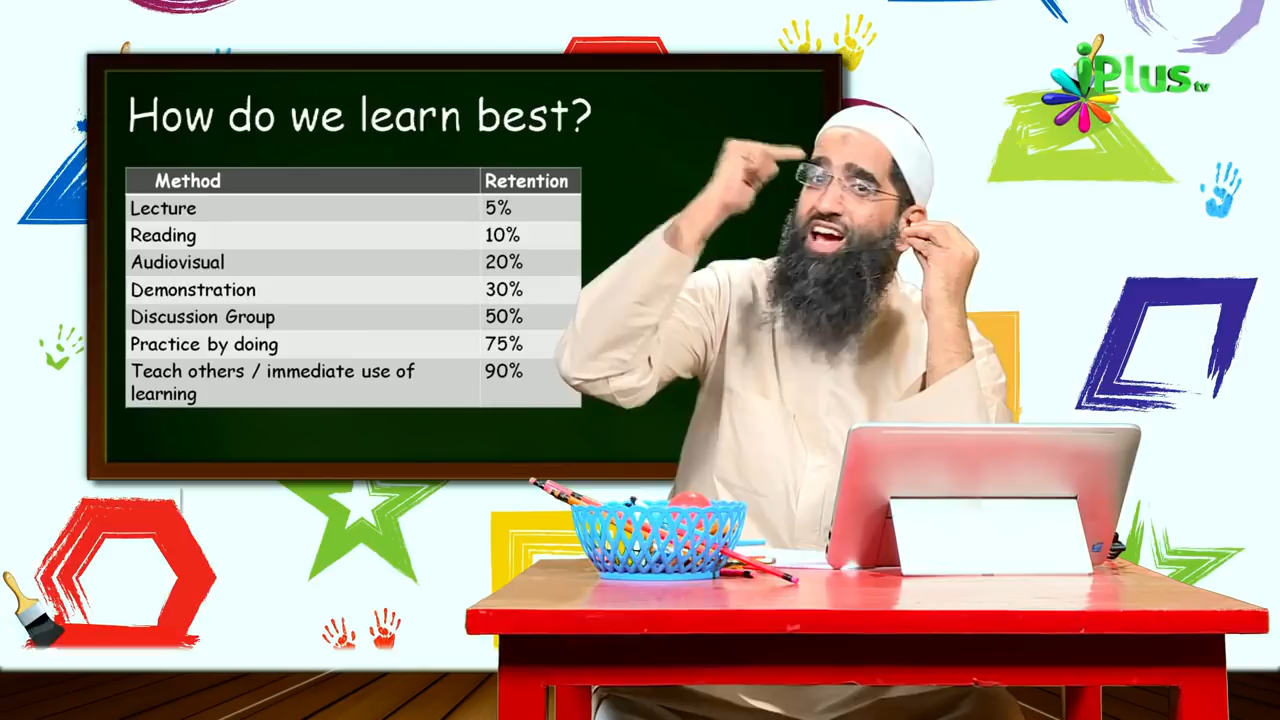 iPlus tv
How do we learn best?
Method Retention
Lecture 5%
Reading 10%
Audiovisual 20%
Demonstration 30%
Discussion Group 50%
Practice by doing 75%
Teach others / immediate use of 90%
learning